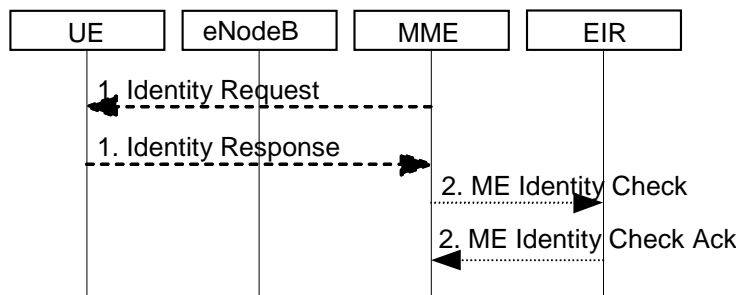 UE
eNodeB
MME
EIR
1. Identity Request
1. Identity Response
2. ME Identity Check
2. ME Identity Check Ack